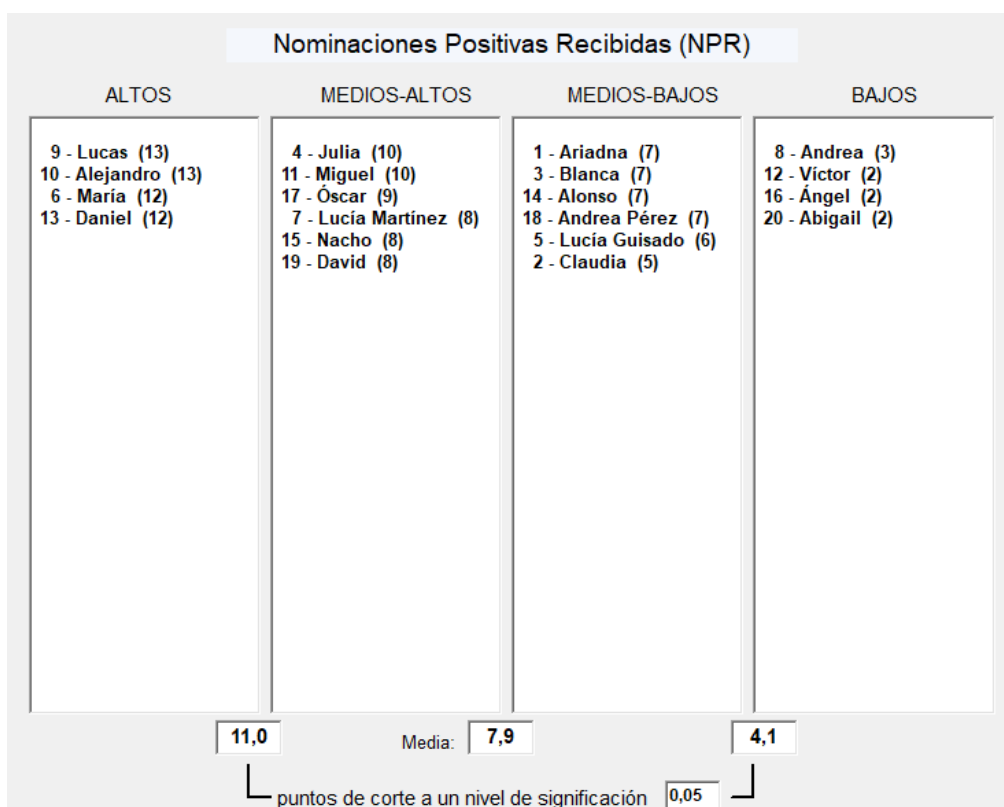 Nominaciones Positivas Recibidas (NPR)
ALTOS
9 - Lucas (13)
10 - Alejandro (13)
6 - María (12)
13 - Daniel (12)
MEDIOS-ALTOS
4 - Julia (10)
11 - Miguel (10)
17 - Óscar (9)
7 - Lucía Martínez (8)
15 - Nacho (8)
19 - David (8)
MEDIOS-BAJOS
1 - Ariadna (7)
3 - Blanca (7)
14 - Alonso (7)
18 - Andrea Pérez (7)
5 - Lucía Guisado (6)
2 - Claudia (5)
BAJOS
8 - Andrea (3)
12 - Víctor (2)
16 - Ángel (2)
20 - Abigail (2)
11,0 Media: 7,9 4,1
puntos de corte a un nivel de significación 0,05